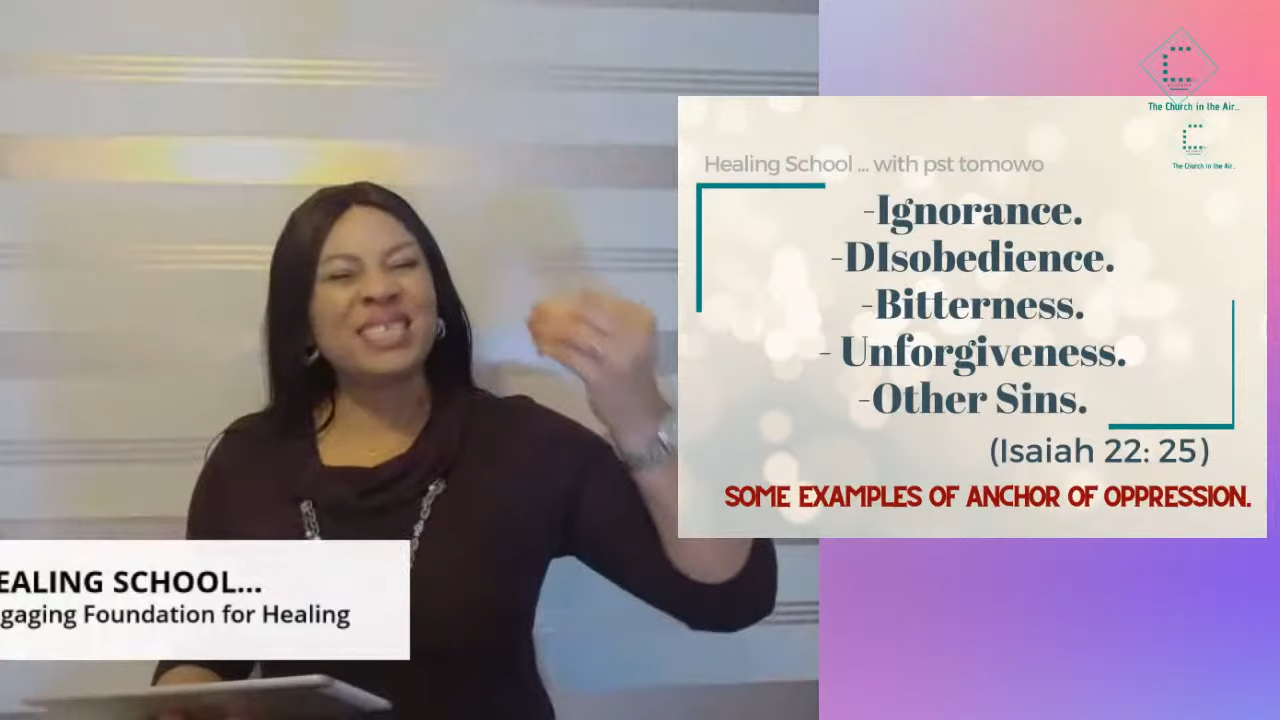 The Church in the Air..
The Church in the Air..
Healing School ... with pst tomowo
-Ignorance.
-DIsobedience.
-Bitterness.
- Unforgiveness.
-Other Sins.
(Isaiah 22: 25)
SOME EXAMPLES OF ANCHOR OF OPPRESSION.
EALING SCHOOL...
gaging Foundation for Healing